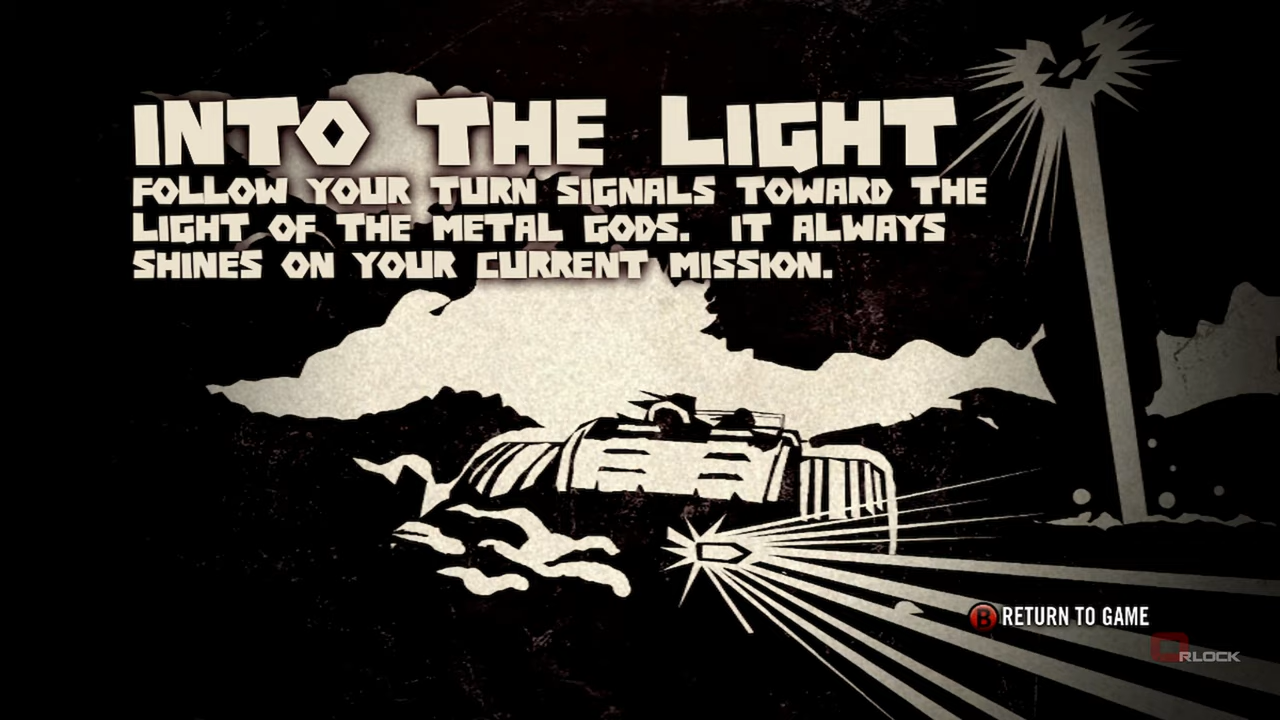 INTO THE LIGHT
FOLLOW YOUR TURN SIGNALS TOWARD THE
LIGHT OF THE METAL GODS. IT ALWAYS
SHINES ON YOUR CURRENT MISSION.
B RETURN TO GAME
ORLOCK